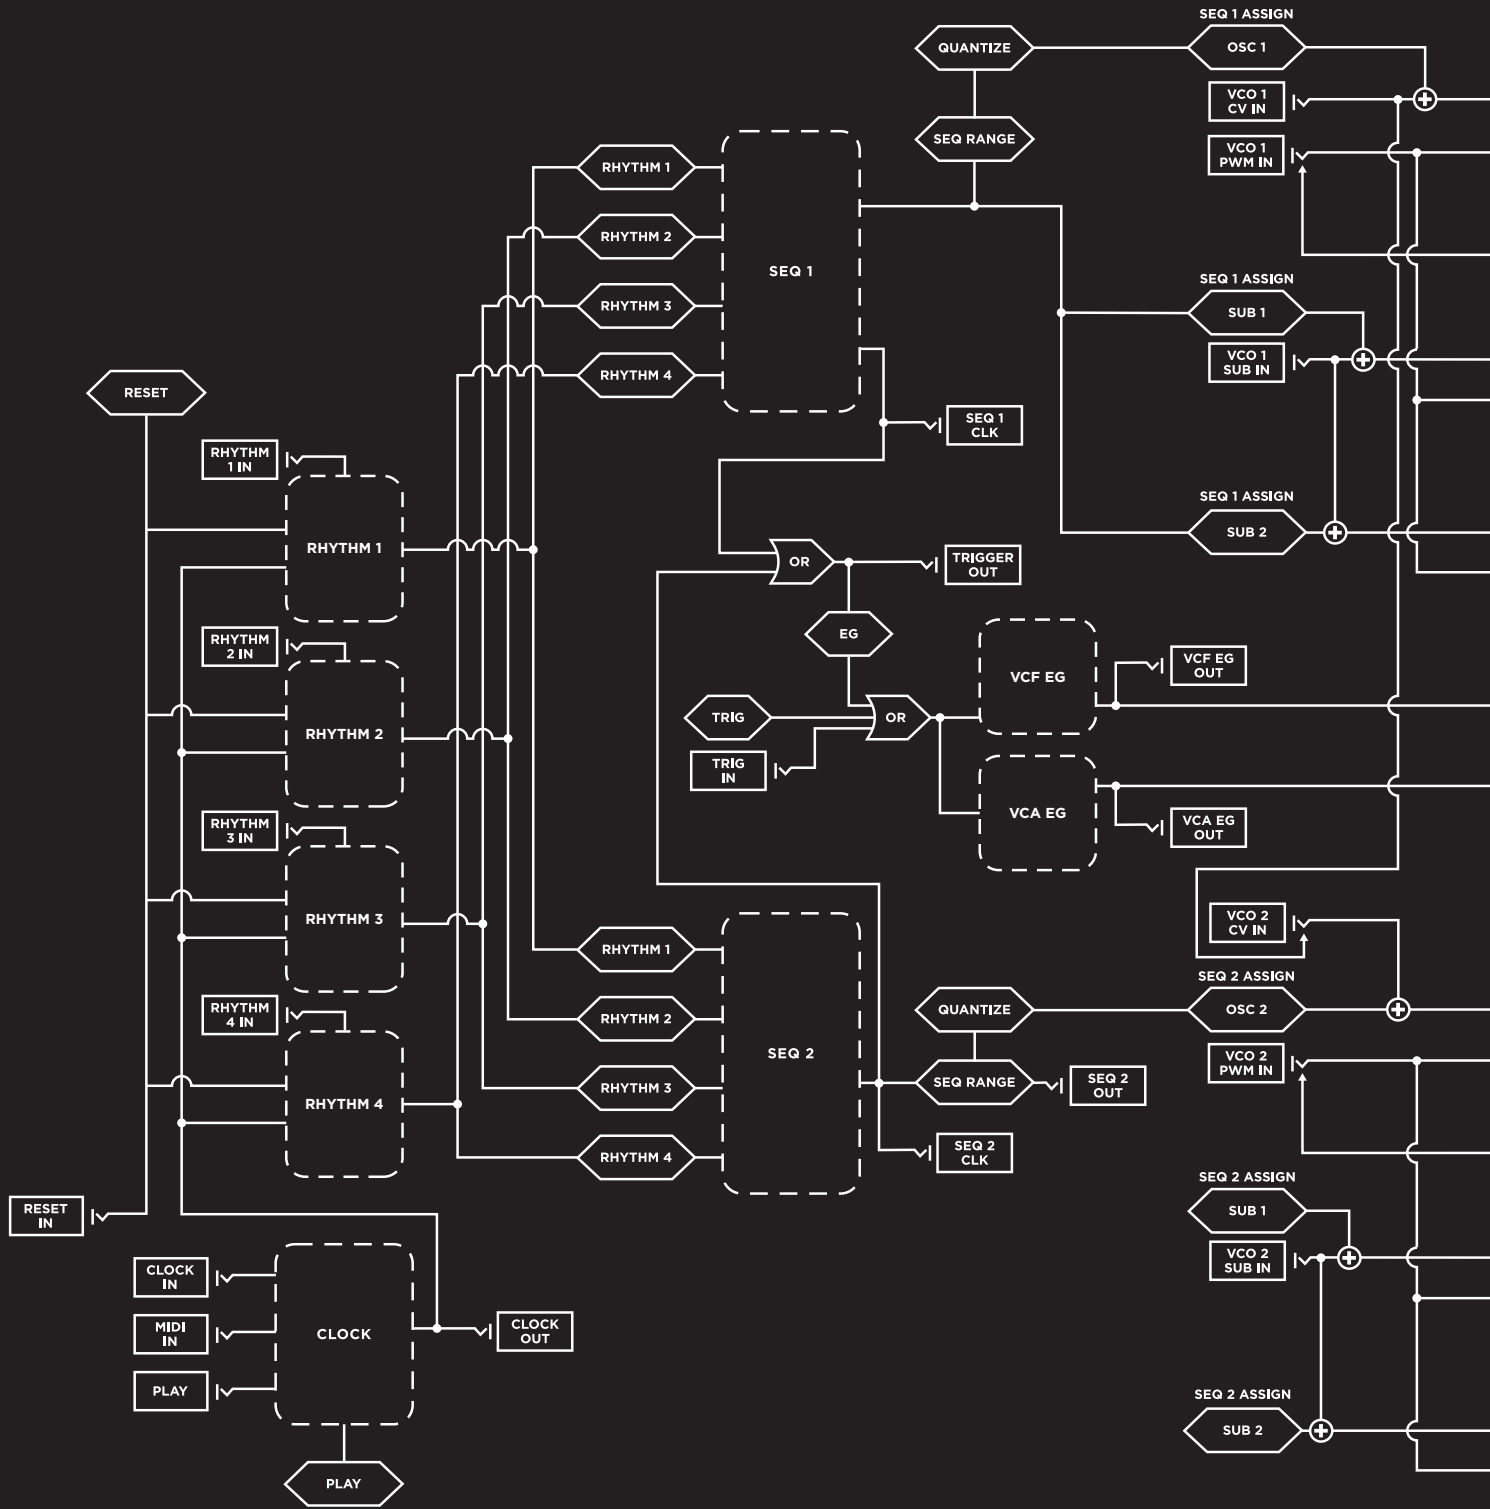 SEQ 1 ASSIGN
QUANTIZE
OSC 1
VCO 1
CV IN
SEQ RANGE
VCO 1
PWM IN
RHYTHM 1
RHYTHM 2
SEQ 1
RHYTHM 3
RHYTHM 4
SEQ 1 ASSIGN
SUB 1
VCO 1
SUB IN
RESET
SEQ 1
CLK
RHYTHM
1 IN
RHYTHM 1
SEQ 1 ASSIGN
SUB 2
OR
TRIGGER
OUT
EG
RHYTHM
2 IN
RHYTHM 2
VCF EG
VCF EG
OUT
TRIG
OR
TRIG
IN
VCA EG
VCA EG
OUT
RHYTHM
3 IN
RHYTHM 3
VCO 2
CV IN
RHYTHM 1
SEQ 2 ASSIGN
RHYTHM
4 IN
RHYTHM 2
QUANTIZE
OSC 2
SEQ 2
VCO 2
PWM IN
RHYTHM 4
RHYTHM 3
SEQ RANGE
SEQ 2
OUT
RHYTHM 4
SEQ 2
CLK
SEQ 2 ASSIGN
SUB 1
RESET
IN
VCO 2
SUB IN
CLOCK
IN
MIDI
IN
CLOCK
CLOCK
OUT
PLAY
SEQ 2 ASSIGN
SUB 2
PLAY